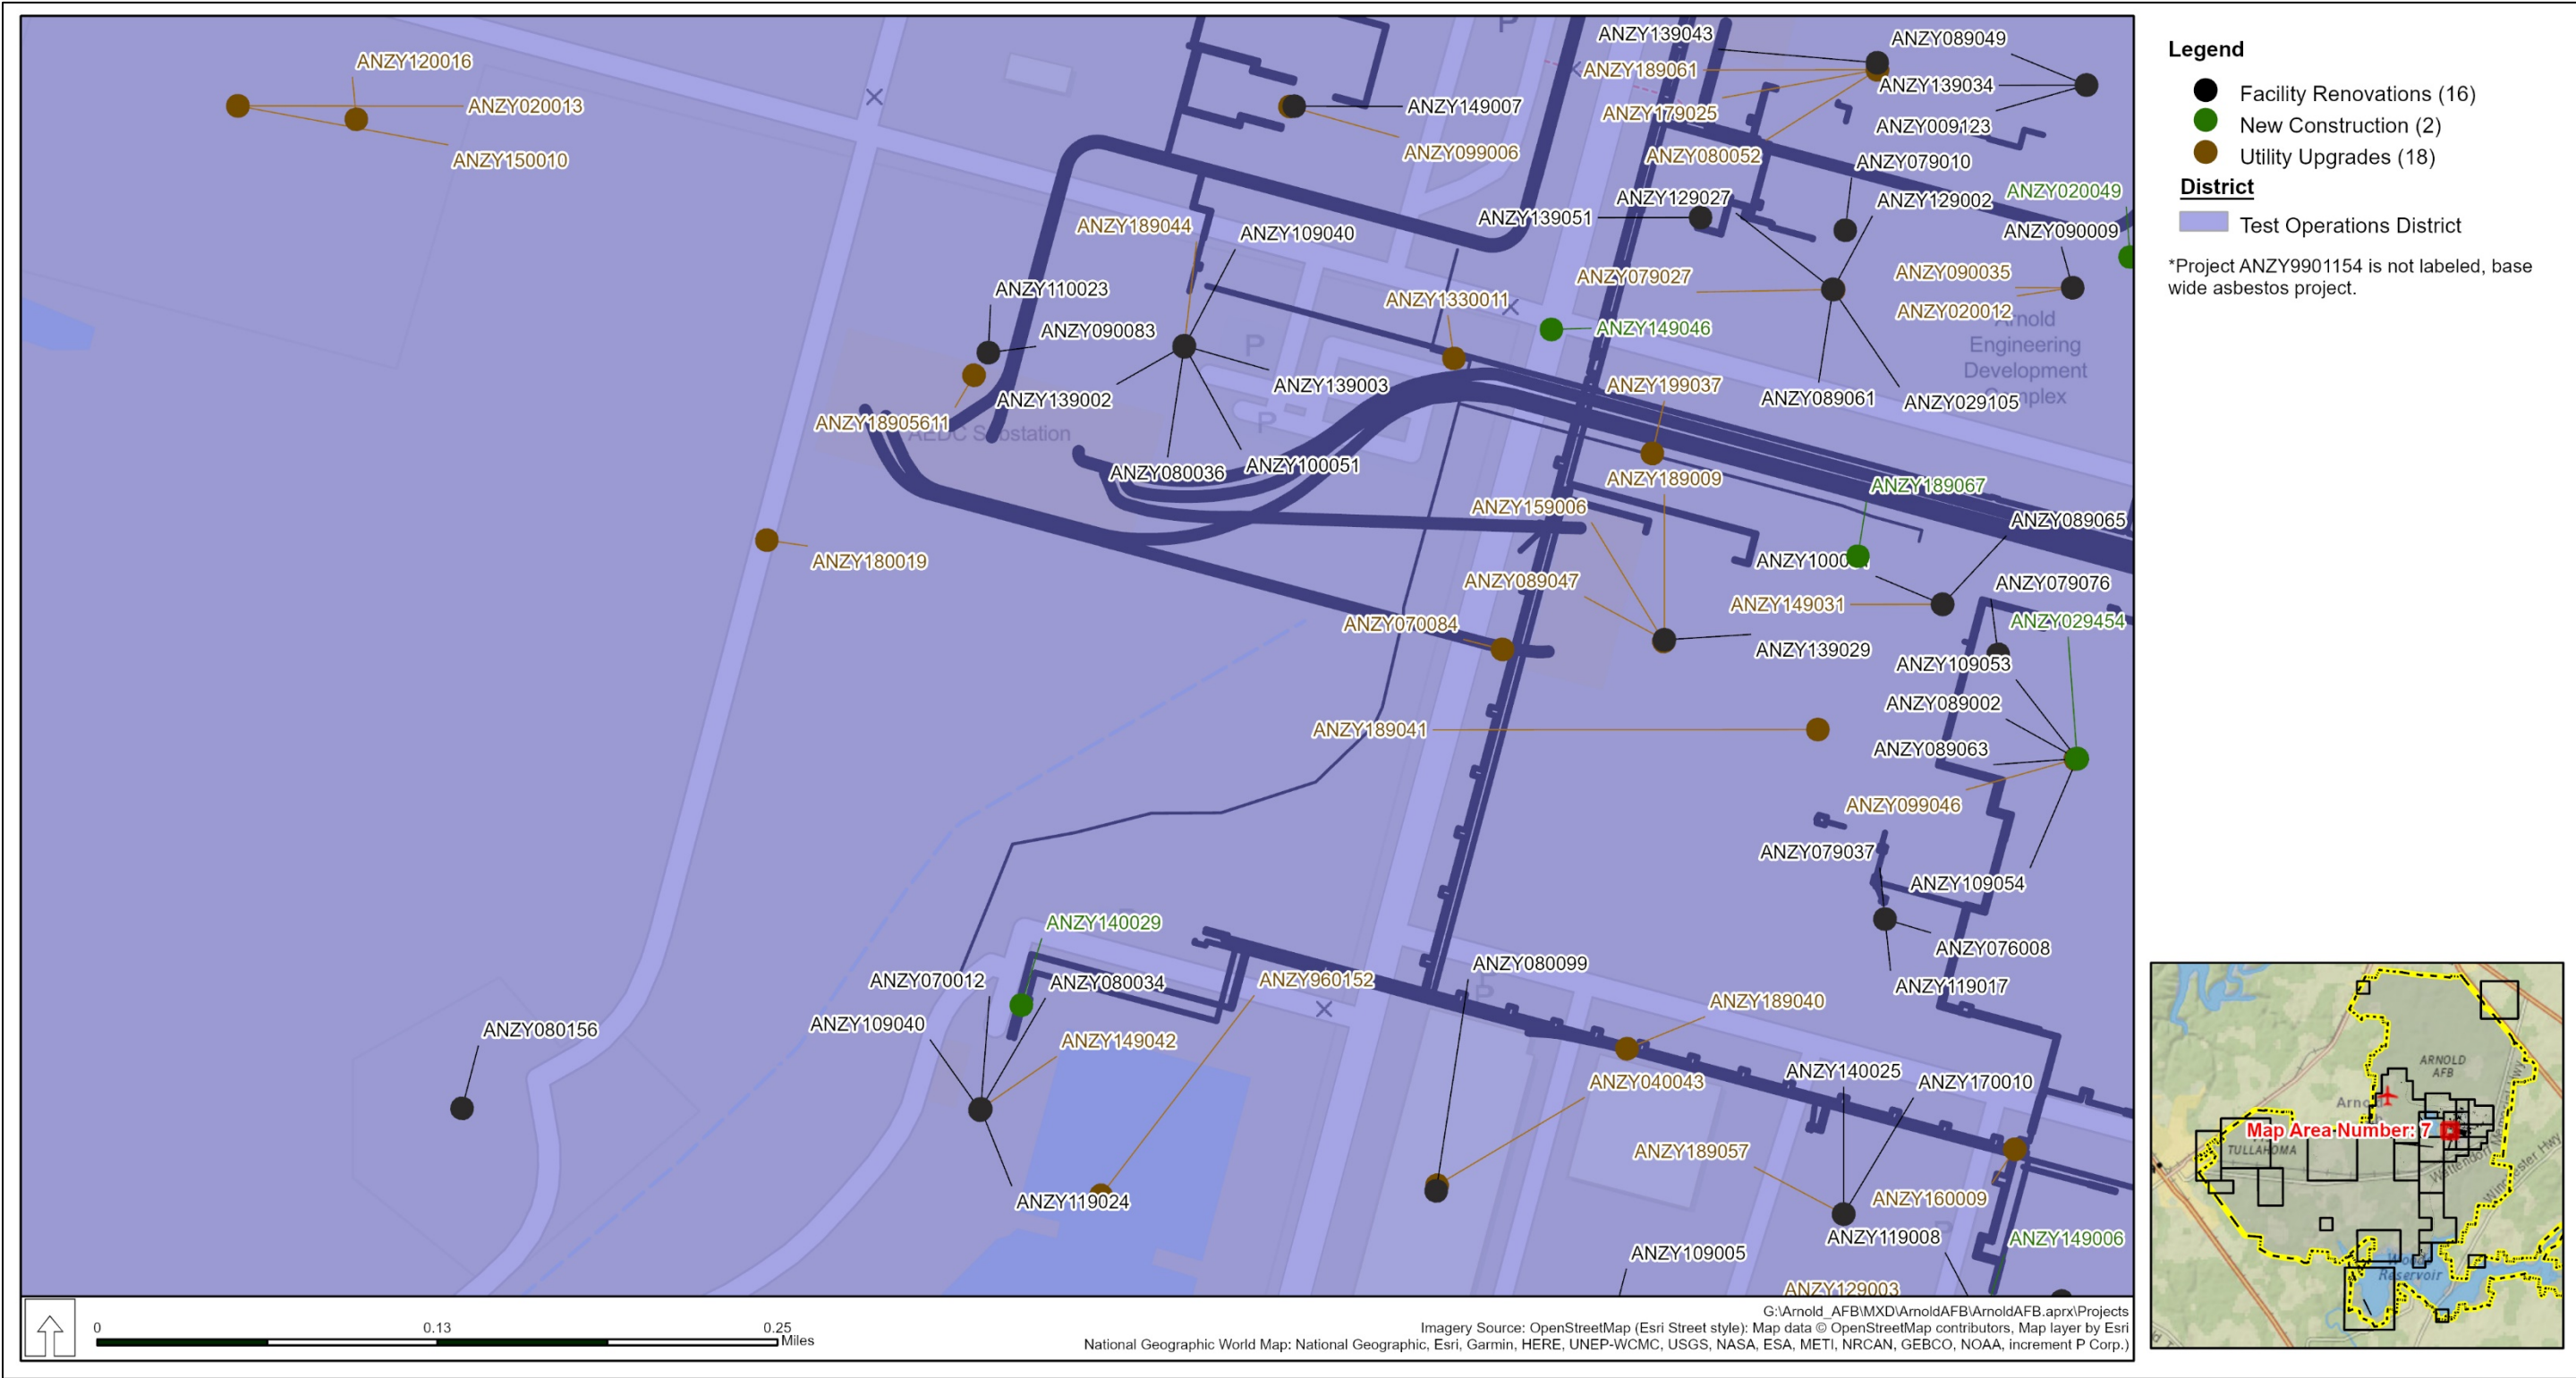 ANZY120016
ANZY020013
ANZY150010
ANZY149007
ANZY099006
ANZY139043
ANZY189061
ANZY179025
ANZY080052
ANZY089049
ANZY139034
ANZY009123
ANZY079010
ANZY129027
ANZY139051
ANZY129002
ANZY020049
ANZY090009
ANZY090035
ANZY020012
ANZY079027
ANZY089061
ANZY029105
Arnold
Engineering
Development
ANZY189044
ANZY109040
ANZY110023
ANZY090083
ANZY139002
ANZY139003
ANZY080036
ANZY100051
ANZY18905611
AEDC Substation
ANZY1330011
ANZY149046
ANZY199037
ANZY189009
ANZY159006
ANZY089047
ANZY070084
ANZY139029
ANZY189067
ANZY089065
ANZY149031
ANZY079076
ANZY029454
ANZY109053
ANZY089002
ANZY089063
ANZY099046
ANZY109054
ANZY180019
ANZY189041
ANZY079037
ANZY076008
ANZY119017
ANZY140029
ANZY070012
ANZY080034
ANZY109040
ANZY149042
ANZY960152
ANZY080099
ANZY080156
ANZY119024
ANZY189040
ANZY040043
ANZY140025
ANZY170010
ANZY189057
ANZY160009
ANZY119008
ANZY149006
ANZY109005
ANZY129003
P
P
P
P
P
Legend
Facility Renovations (16)
New Construction (2)
Utility Upgrades (18)
District
Test Operations District
*Project ANZY9901154 is not labeled, base
wide asbestos project.
ARNOLD
AFB
Map Area Number: 7
TULLAHOMA
Reservoir
0 0.13 0.25
Miles
G:\Arnold_AFB\MXD\ArnoldAFB\ArnoldAFB.aprx\Projects
Imagery Source: OpenStreetMap (Esri Street style): Map data © OpenStreetMap contributors, Map layer by Esri
National Geographic World Map: National Geographic, Esri, Garmin, HERE, UNEP-WCMC, USGS, NASA, ESA, METI, NRCAN, GEBCO, NOAA, increment P Corp.)